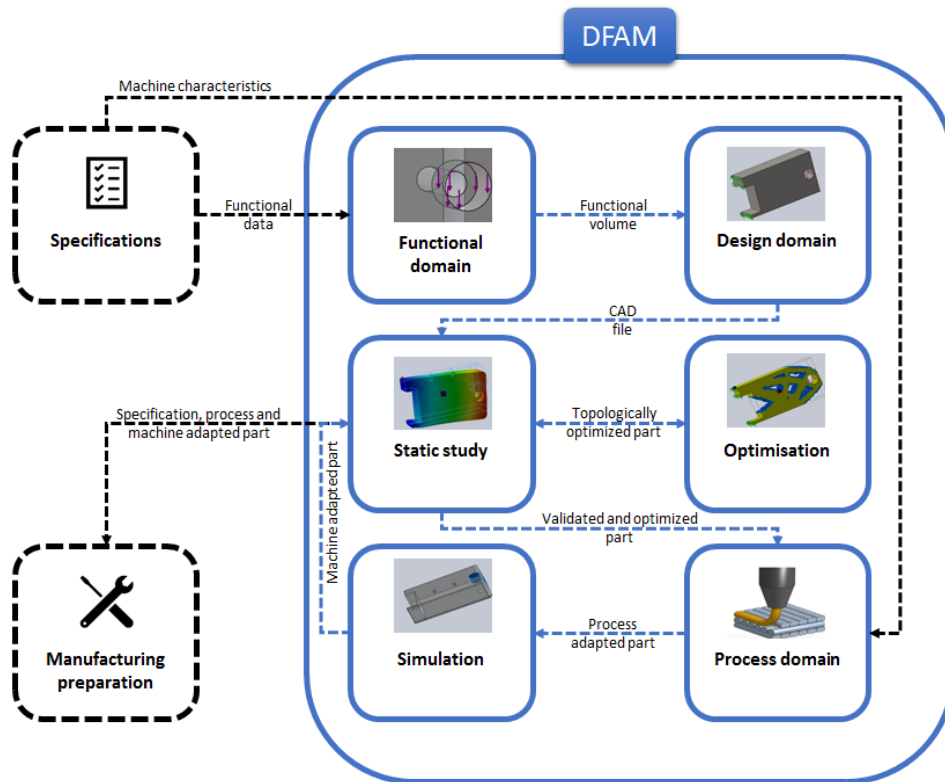 DFAM
Machine characteristics
Specifications
Functional
data
Functional
domain
Functional
volume
Design domain
CAD
file
Specification, process and
machine adapted part
Static study
Topologically
optimized part
Optimisation
Machine adapted part
Validated and optimized
part
Manufacturing
preparation
Simulation
Process
adapted part
Process domain